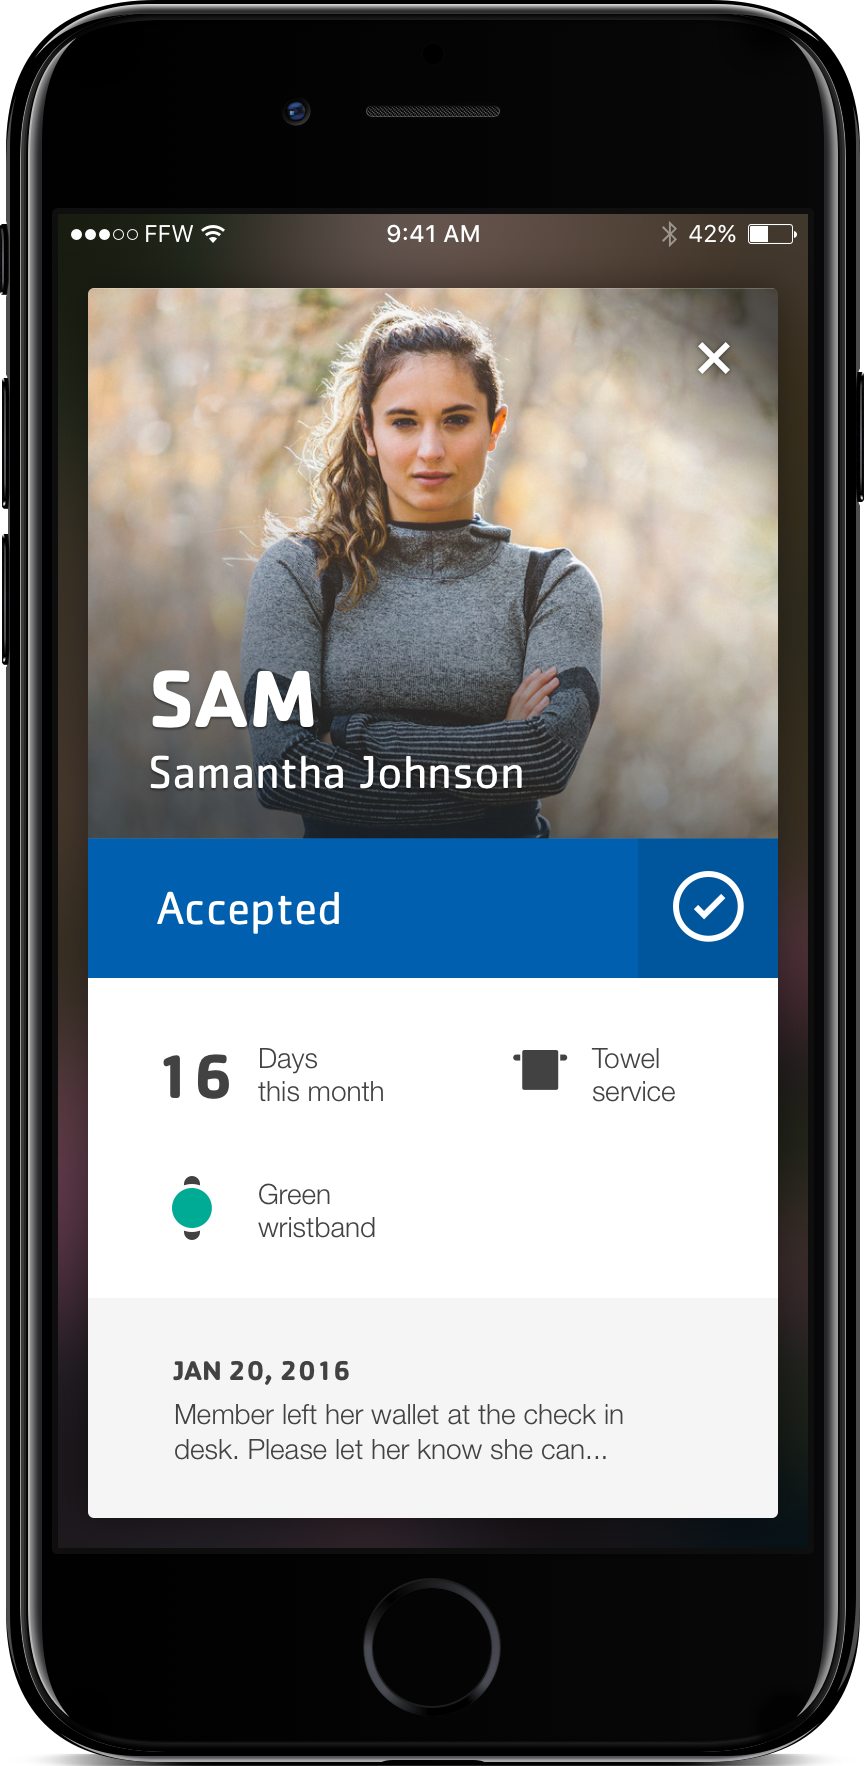 FFW 9:41 AM 42%
SAM
Samantha Johnson
Accepted
16 Days
this month
Towel
service
Green
wristband
JAN 20, 2016
Member left her wallet at the check in
desk. Please let her know she can...